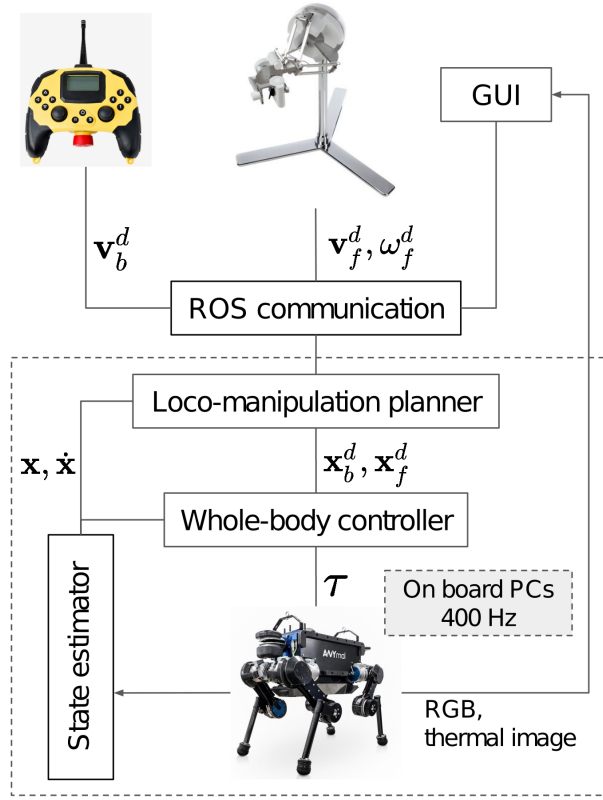 GUI
𝐯_b^d
𝐯_f^d, ω_f^d
ROS communication
Loco-manipulation planner
𝐱, 𝐱̇
𝐱_b^d, 𝐱_f^d
Whole-body controller
𝝉
On board PCs
400 Hz
State estimator
ANYmal
RGB,
thermal image